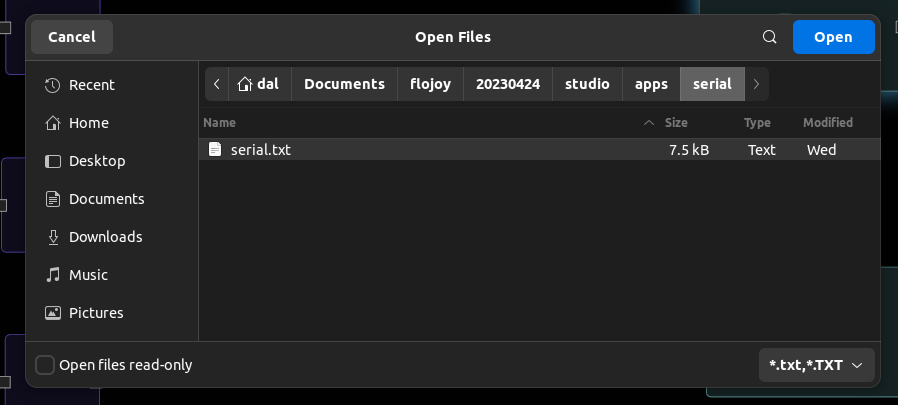 Cancel Open Files Open
Recent
Home
Desktop
Documents
Downloads
Music
Pictures
dal Documents flojoy 20230424 studio apps serial
Name Size Type Modified
serial.txt 7.5 kB Text Wed
Open files read-only *.txt,*.TXT